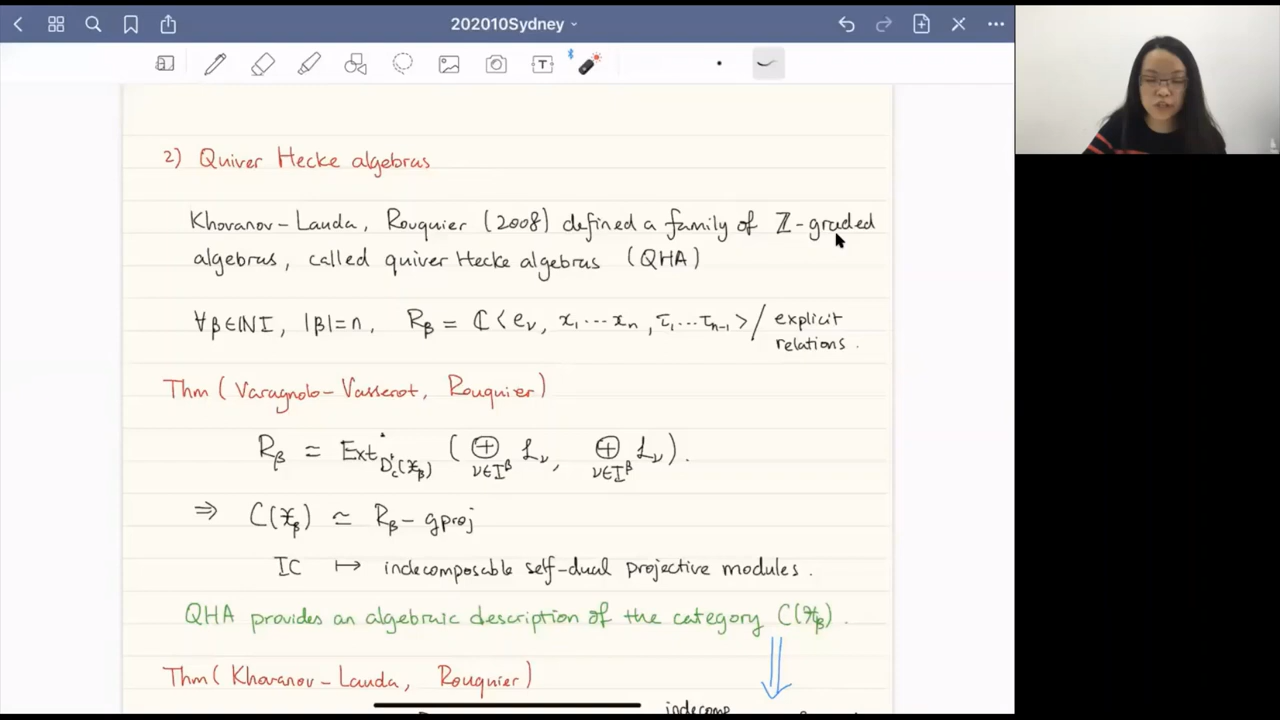 202010Sydney
2) Quiver Hecke algebras
Khovanov-Lauda, Rouquier (2008) defined a family of ℤ-graded
algebras, called quiver Hecke algebras (QHA)
∀β∈ℕI, |β|=n, R_β = ℂ⟨e_ν, x_1⋯x_n, τ_1⋯τ_{n-1}⟩/ explicit
relations.
Thm (Varagnolo-Vasserot, Rouquier)
R_β ≃ Ext^•_{D^b_c(𝒳_β)} (⊕_{ν∈I^β} ℒ_ν, ⊕_{ν∈I^β} ℒ_ν).
⇒ C(𝒳_β) ≃ R_β-gproj
IC ↦ indecomposable self-dual projective modules.
QHA provides an algebraic description of the category C(𝒳_β).
Thm (Khovanov-Lauda, Rouquier)
indecomp